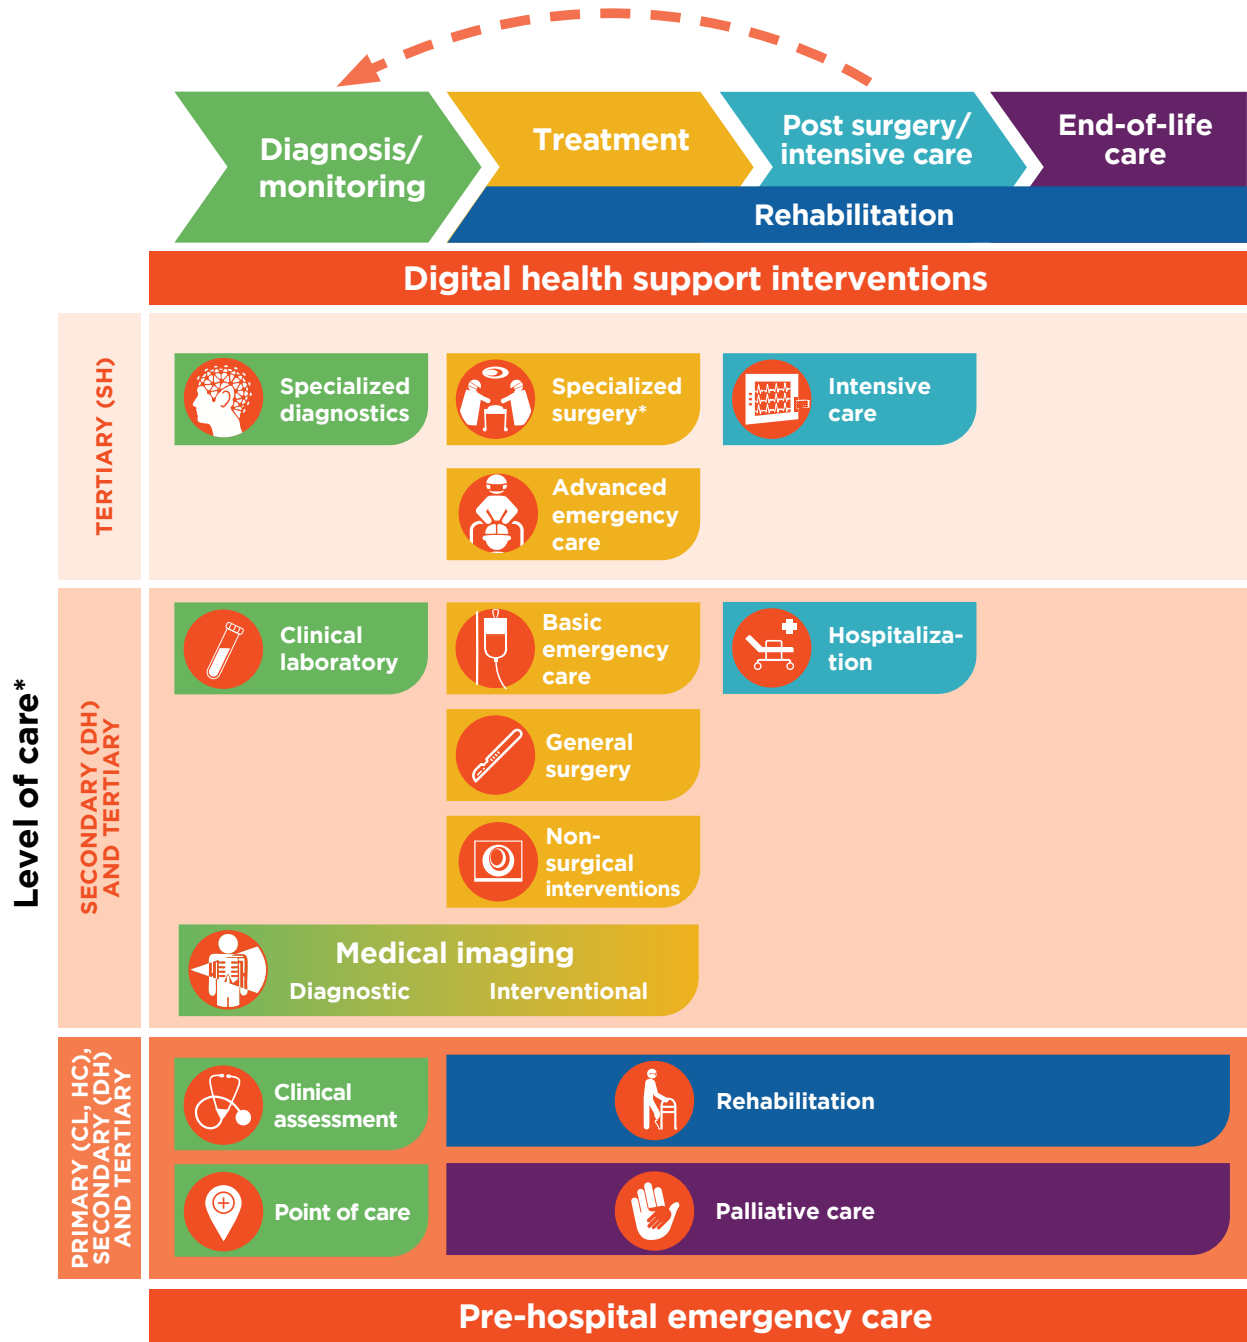 Diagnosis/
monitoring
Treatment
Post surgery/
intensive care
End-of-life
care
Rehabilitation
Digital health support interventions
Level of care*
TERTIARY (SH)
Specialized
diagnostics
Specialized
surgery*
Intensive
care
Advanced
emergency
care
SECONDARY (DH)
AND TERTIARY
Clinical
laboratory
Basic
emergency
care
Hospitaliza-
tion
General
surgery
Non-
surgical
interventions
Medical imaging
Diagnostic
Interventional
PRIMARY (CL, HC),
SECONDARY (DH)
AND TERTIARY
Clinical
assessment
Rehabilitation
Point of care
Palliative care
Pre-hospital emergency care